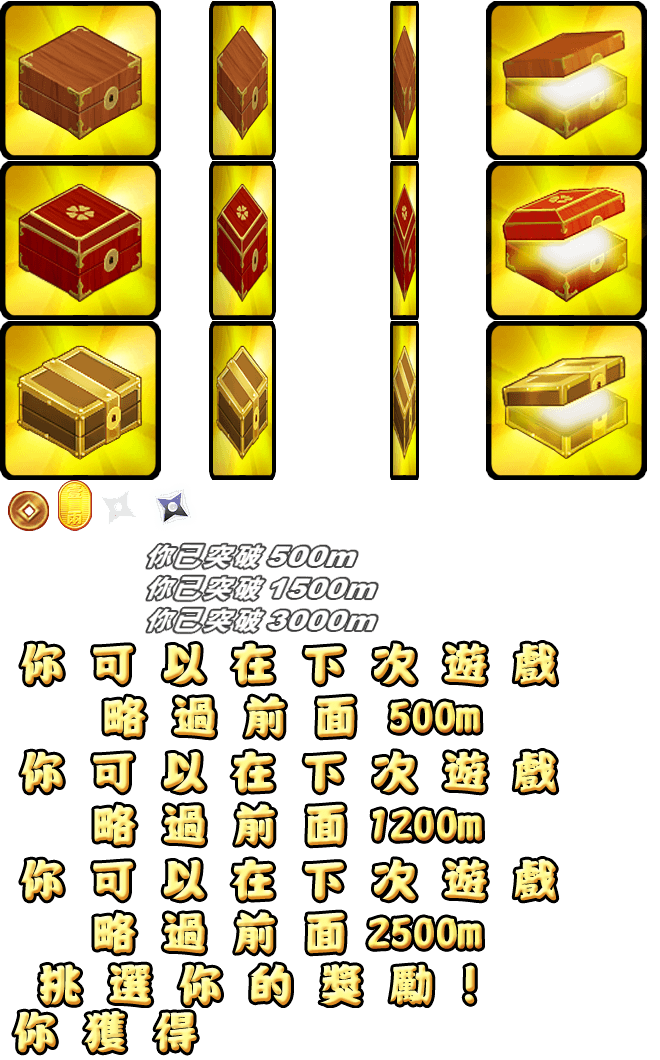 你已突破 500m
你已突破 1500m
你已突破 3000m
你可以在下次遊戲
略過前面 500m
你可以在下次遊戲
略過前面 1200m
你可以在下次遊戲
略過前面 2500m
挑選你的獎勵！
你獲得